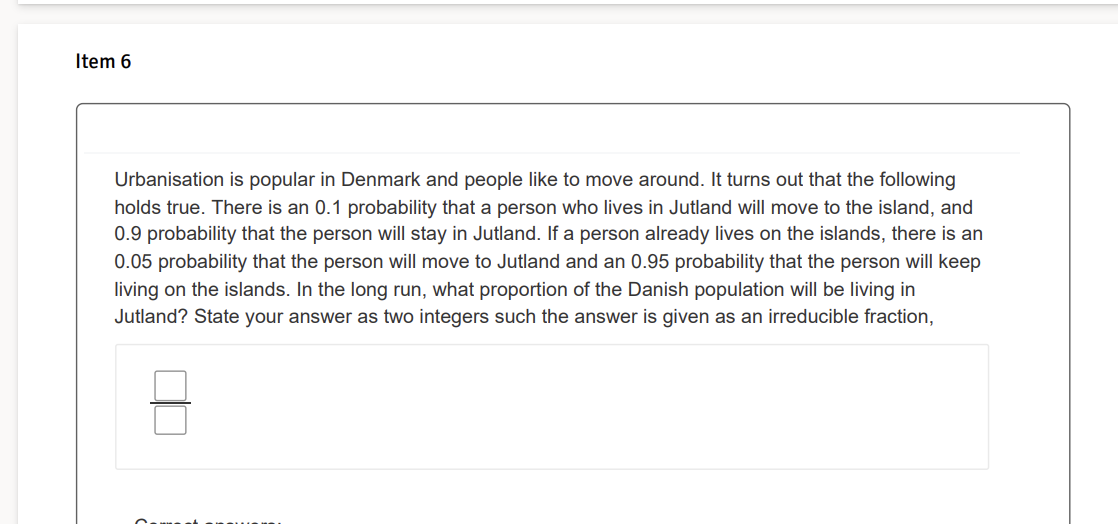 Item 6
Urbanisation is popular in Denmark and people like to move around. It turns out that the following
holds true. There is an 0.1 probability that a person who lives in Jutland will move to the island, and
0.9 probability that the person will stay in Jutland. If a person already lives on the islands, there is an
0.05 probability that the person will move to Jutland and an 0.95 probability that the person will keep
living on the islands. In the long run, what proportion of the Danish population will be living in
Jutland? State your answer as two integers such the answer is given as an irreducible fraction,
Correct answers: